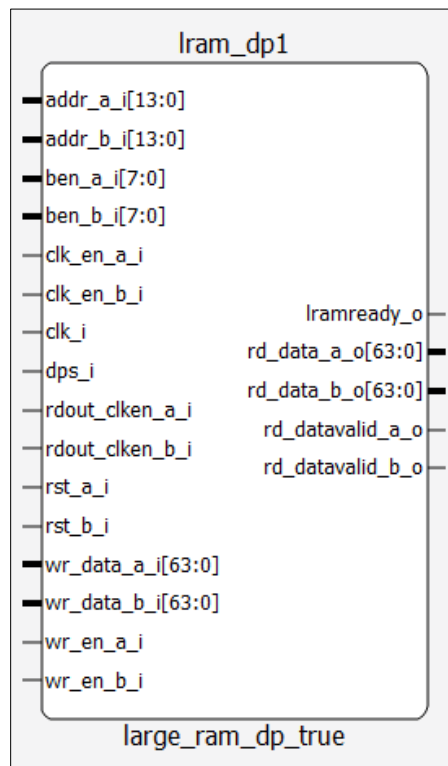 lram_dp1
addr_a_i[13:0]
addr_b_i[13:0]
ben_a_i[7:0]
ben_b_i[7:0]
clk_en_a_i
clk_en_b_i
clk_i
dps_i
rdout_clken_a_i
rdout_clken_b_i
rst_a_i
rst_b_i
wr_data_a_i[63:0]
wr_data_b_i[63:0]
wr_en_a_i
wr_en_b_i
lramready_o
rd_data_a_o[63:0]
rd_data_b_o[63:0]
rd_datavalid_a_o
rd_datavalid_b_o
large_ram_dp_true